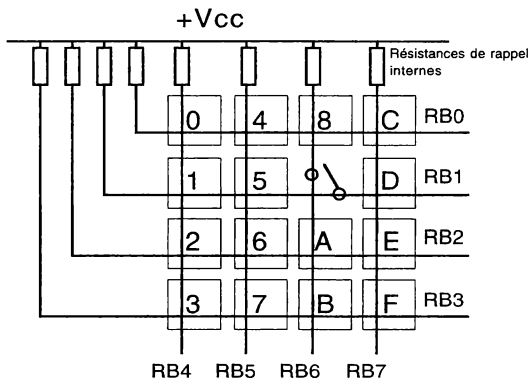 +Vcc
Résistances de rappel
internes
0 4 8 C RB0
1 5 D RB1
2 6 A E RB2
3 7 B F RB3
RB4 RB5 RB6 RB7